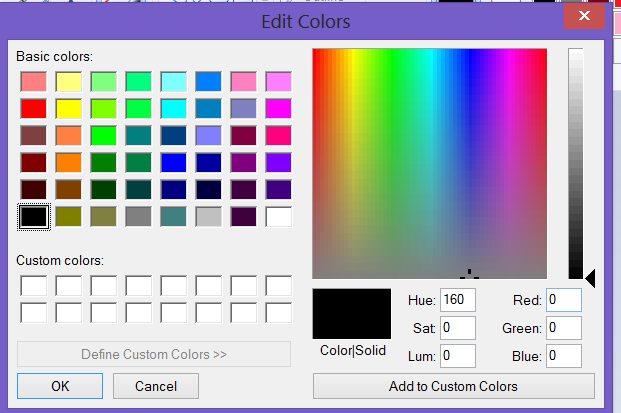 Edit Colors
Basic colors:
Custom colors:
Define Custom Colors >>
OK Cancel
Hue: 160 Red: 0
Sat: 0 Green: 0
Color|Solid
Lum: 0 Blue: 0
Add to Custom Colors